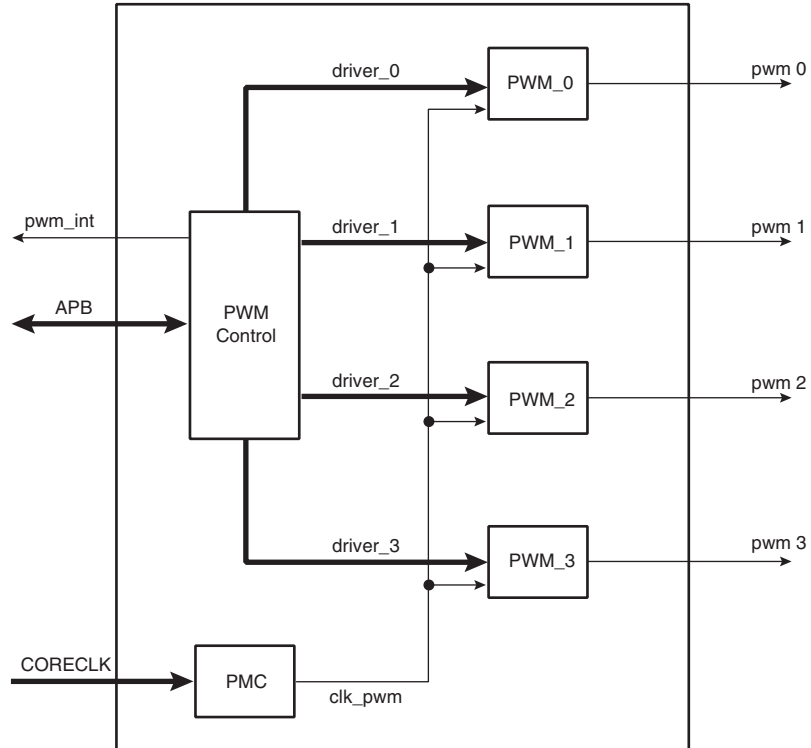 driver_0
PWM_0
pwm 0
pwm_int
driver_1
PWM_1
pwm 1
APB
PWM
Control
driver_2
PWM_2
pwm 2
driver_3
PWM_3
pwm 3
CORECLK
PMC
clk_pwm